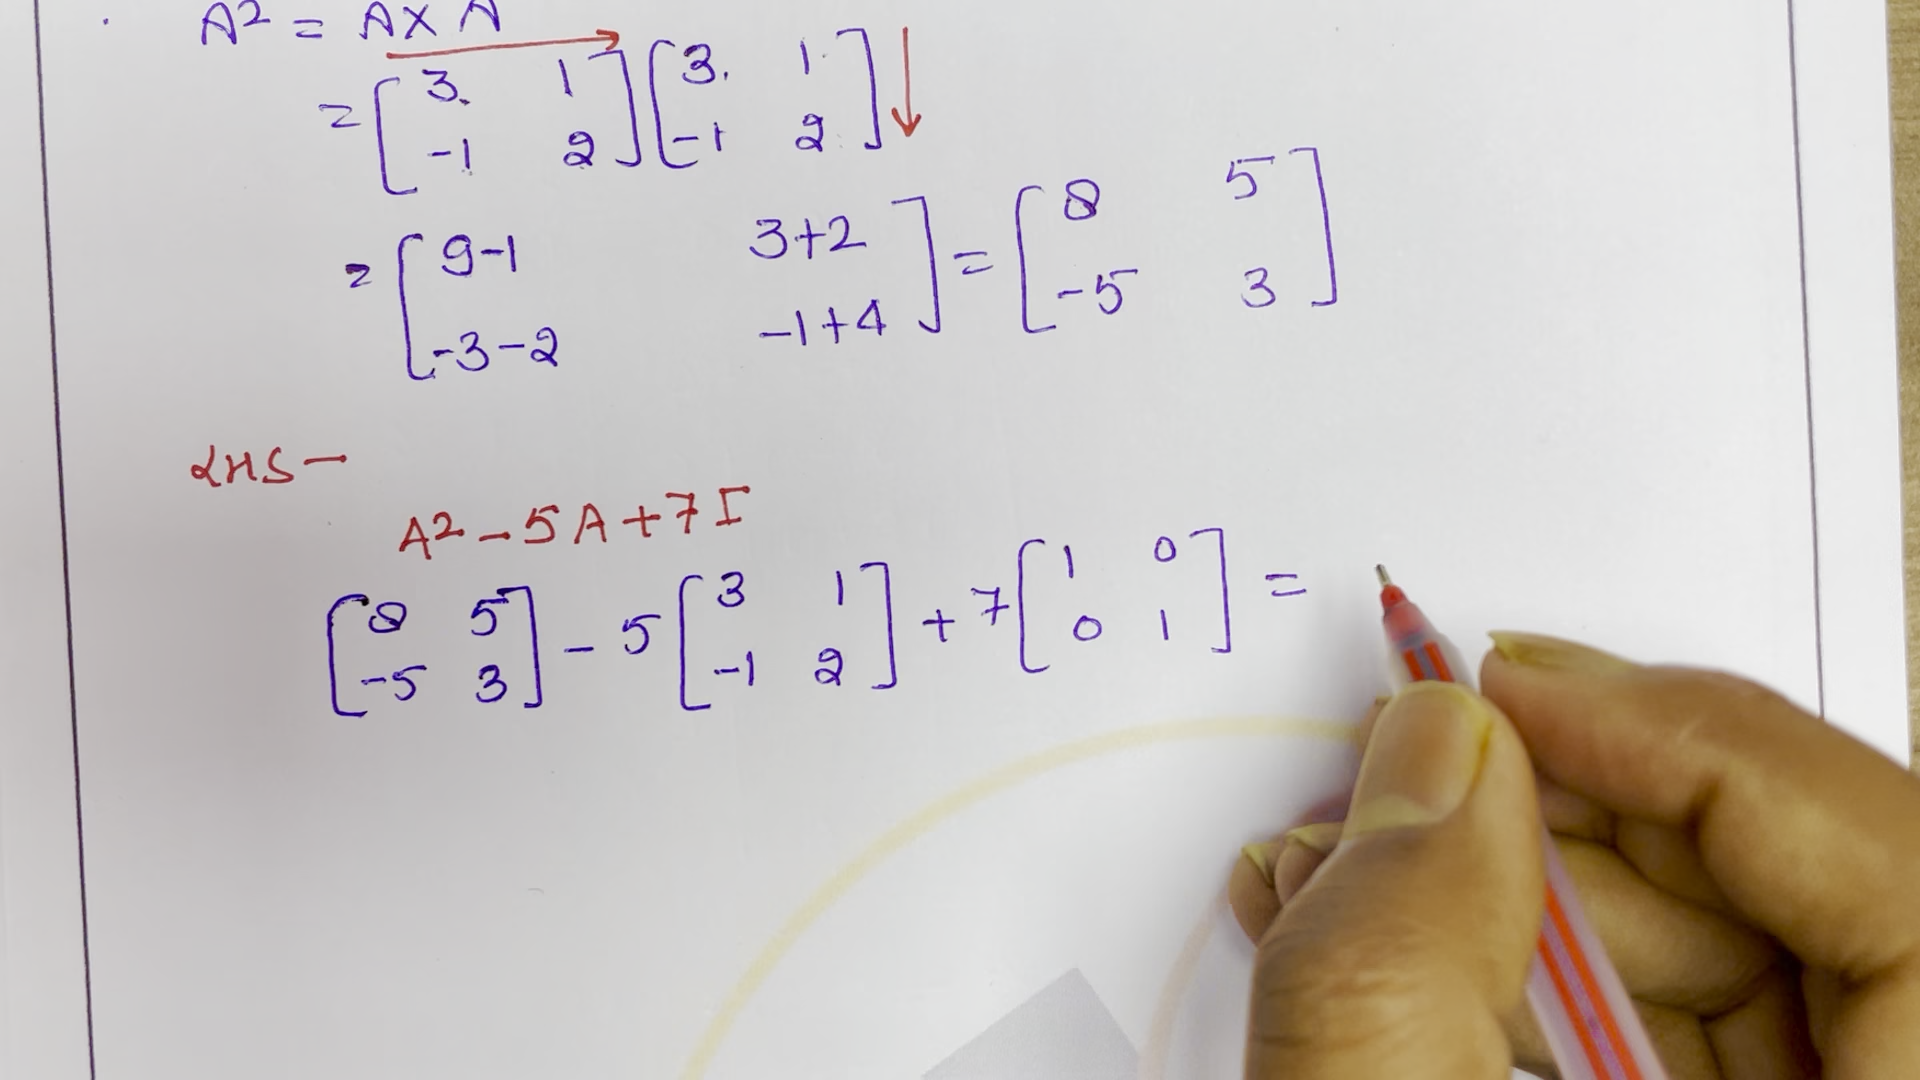 A² = A × A
= [3 1] [3 1]
[-1 2] [-1 2]
= [9-1 3+2] = [8 5]
[-3-2 -1+4] [-5 3]
LHS –
A² - 5A + 7I
[8 5] - 5 [3 1] + 7 [1 0] =
[-5 3] [-1 2] [0 1]